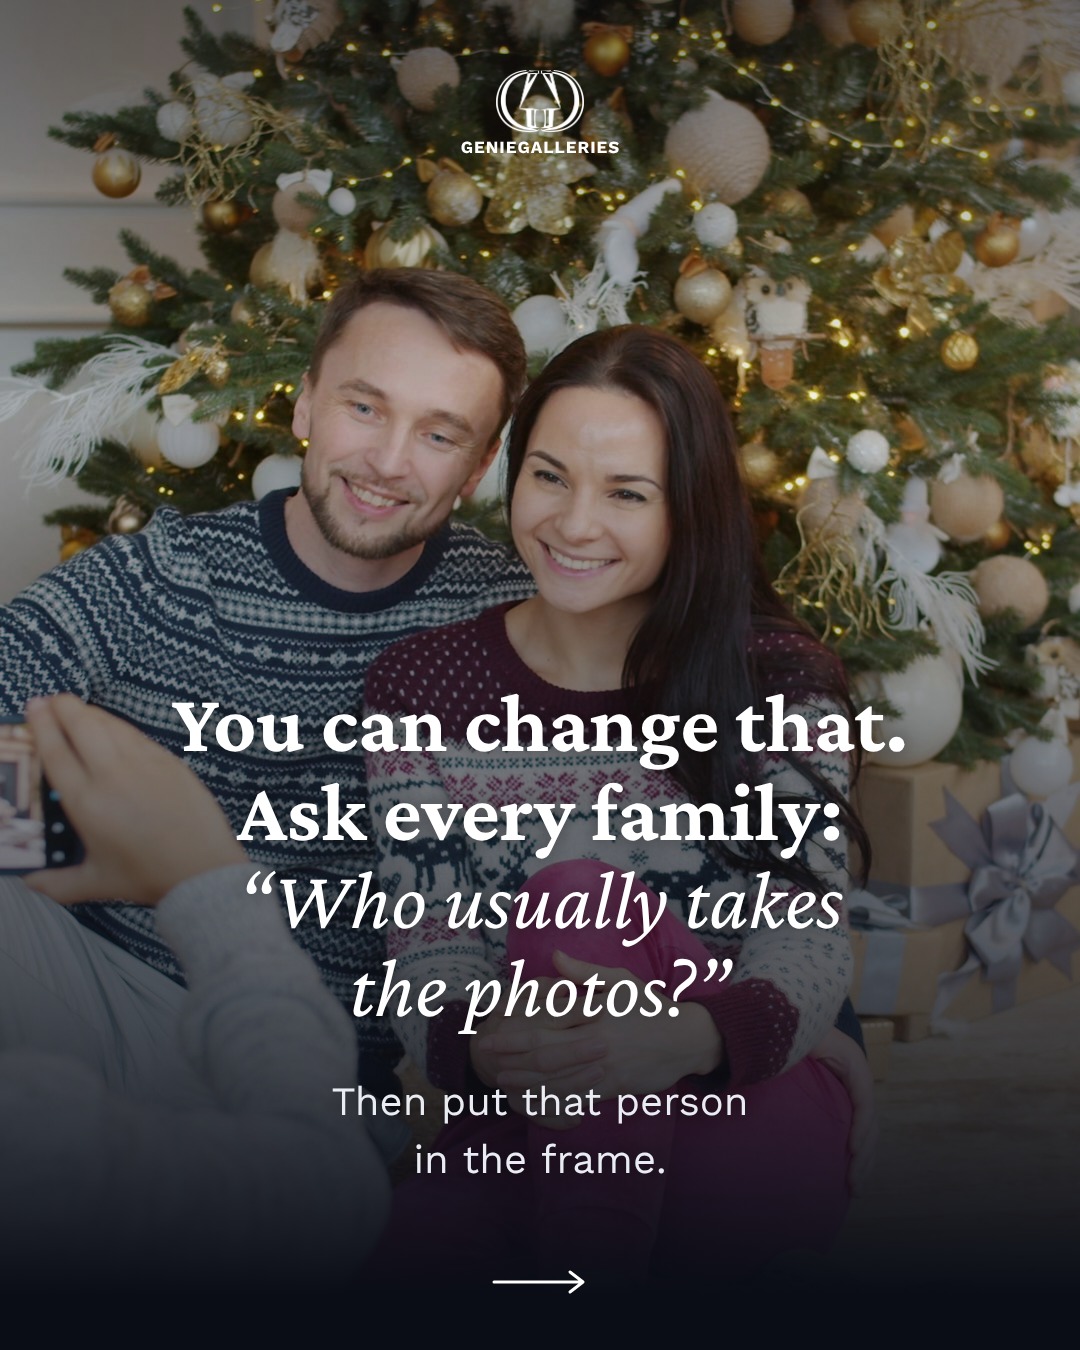 GENIEGALLERIES
You can change that.
Ask every family:
“Who usually takes
the photos?”
Then put that person
in the frame.